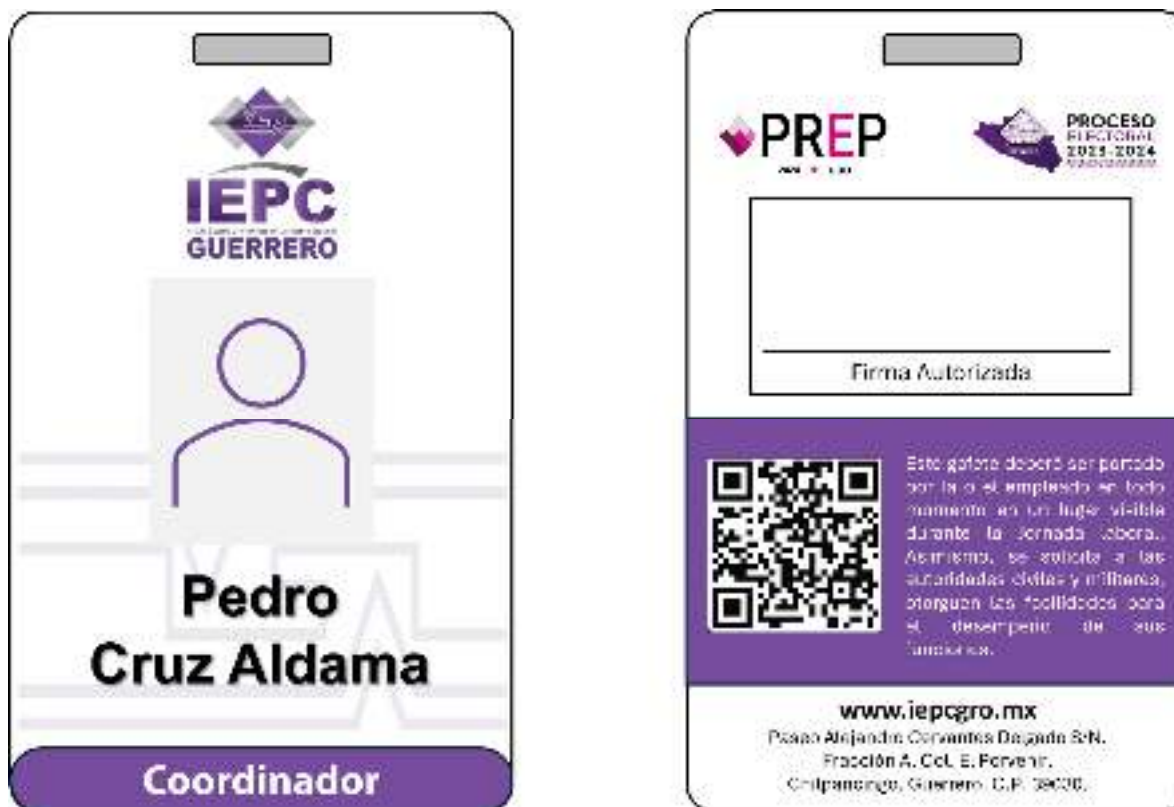 IEPC
GUERRERO
Pedro
Cruz Aldama
Coordinador
PREP
PROCESO
ELECTORAL
2023-2024
Firma Autorizada
Este gafete deberá ser portado
por la o el empleado en todo
momento en un lugar visible
durante la jornada laboral.
Asimismo, se solicita a las
autoridades civiles y militares,
otorguen las facilidades para
el desempeño de sus
funciones.
www.iepcgro.mx
Paseo Alejandro Cervantes Delgado S/N.
Fracción A. Col. El Porvenir.
Chilpancingo, Guerrero. C.P. 39030.